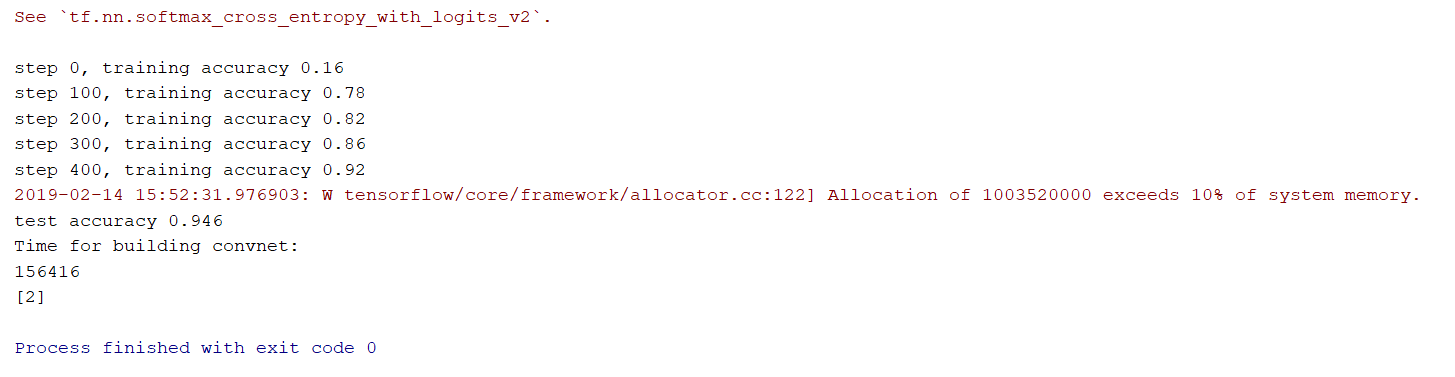 See `tf.nn.softmax_cross_entropy_with_logits_v2`.
step 0, training accuracy 0.16
step 100, training accuracy 0.78
step 200, training accuracy 0.82
step 300, training accuracy 0.86
step 400, training accuracy 0.92
2019-02-14 15:52:31.976903: W tensorflow/core/framework/allocator.cc:122] Allocation of 1003520000 exceeds 10% of system memory.
test accuracy 0.946
Time for building convnet:
156416
[2]
Process finished with exit code 0